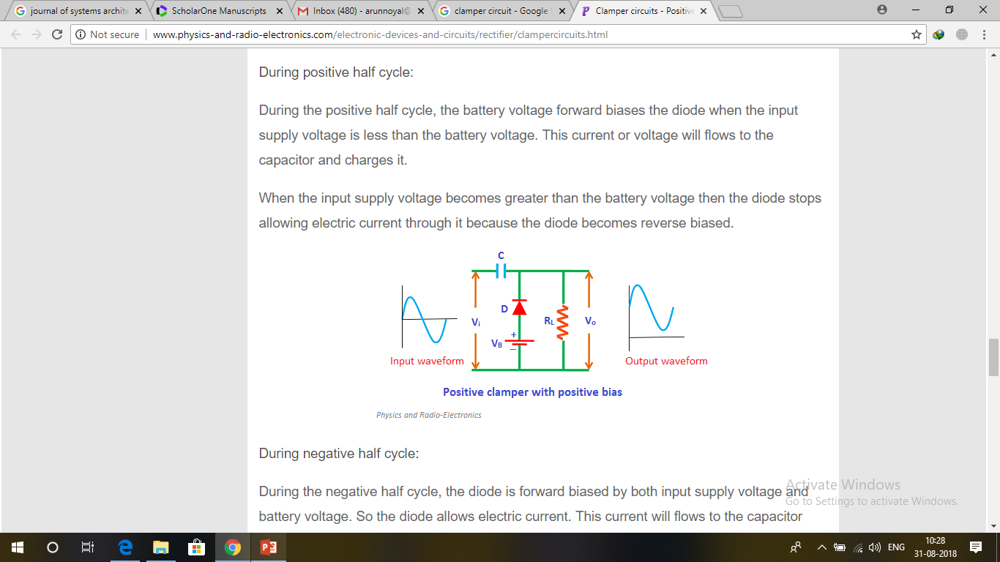 journal of systems archite
ScholarOne Manuscripts
Inbox (480) - arunnoyal@
clamper circuit - Google
Clamper circuits - Positive
Not secure
www.physics-and-radio-electronics.com/electronic-devices-and-circuits/rectifier/clampercircuits.html
During positive half cycle:
During the positive half cycle, the battery voltage forward biases the diode when the input
supply voltage is less than the battery voltage. This current or voltage will flows to the
capacitor and charges it.
When the input supply voltage becomes greater than the battery voltage then the diode stops
allowing electric current through it because the diode becomes reverse biased.
C
D
Vi
RL
Vo
+
VB
–
Input waveform
Output waveform
Positive clamper with positive bias
Physics and Radio-Electronics
During negative half cycle:
During the negative half cycle, the diode is forward biased by both input supply voltage and
battery voltage. So the diode allows electric current. This current will flows to the capacitor
Activate Windows
Go to Settings to activate Windows.
ENG
10:28
31-08-2018